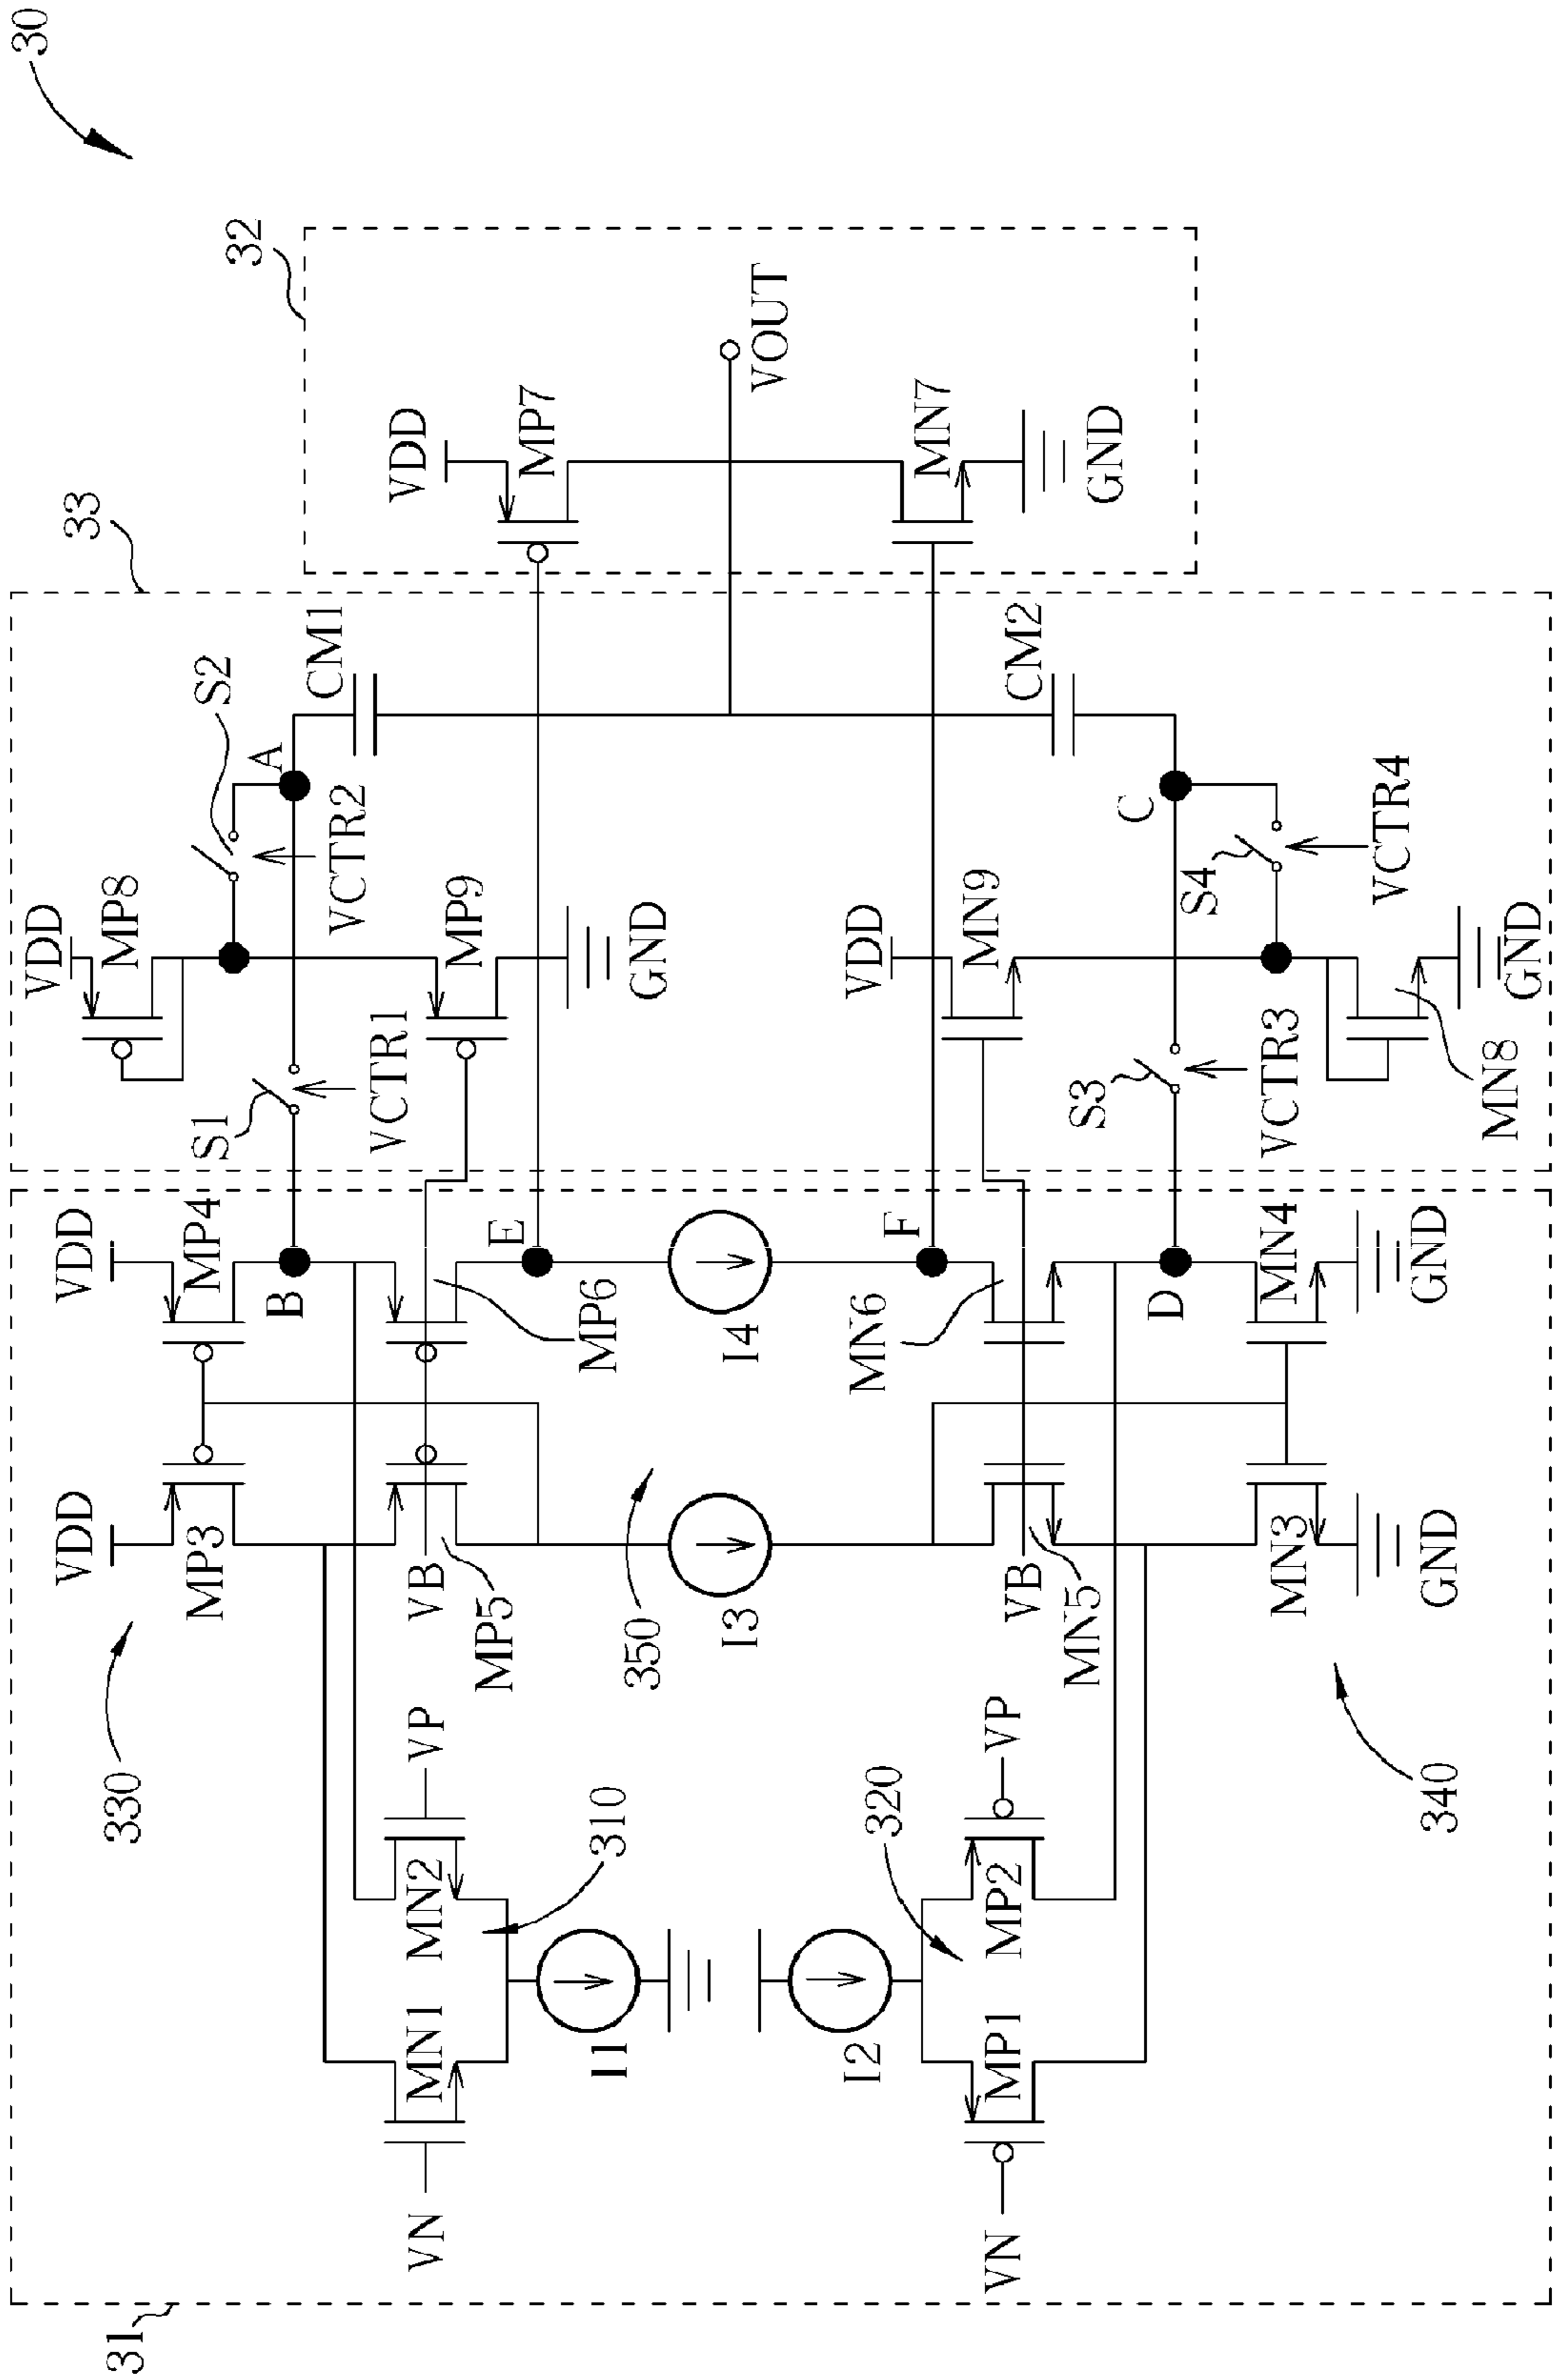 30
32
33
31
VDD
MP7
VOUT
MN7
GND
S2
CM1
A
VCTR2
VDD
MP8
MP9
GND
S1
VCTR1
CM2
C
VCTR4
S4
VDD
MN9
GND
S3
VCTR3
MN8
VDD
MP4
B
E
MP6
I4
F
MN6
D
MN4
GND
VDD
MP3
330
VB
MP5
350
I3
VB
MN5
MN3
GND
340
VP
MN2
310
MN1
I1
VN
VP
320
MP2
MP1
I2
VN